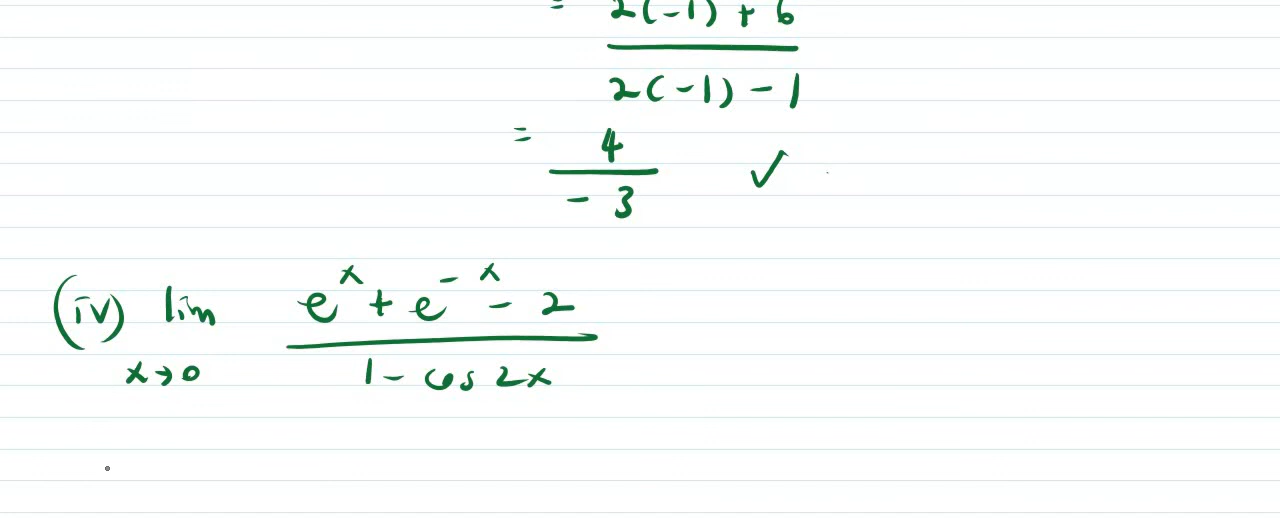 = 2(-1) + 6
2(-1) - 1
= 4
- 3 ✓
(iv) lim e^x + e^-x - 2
x→0 1 - cos 2x